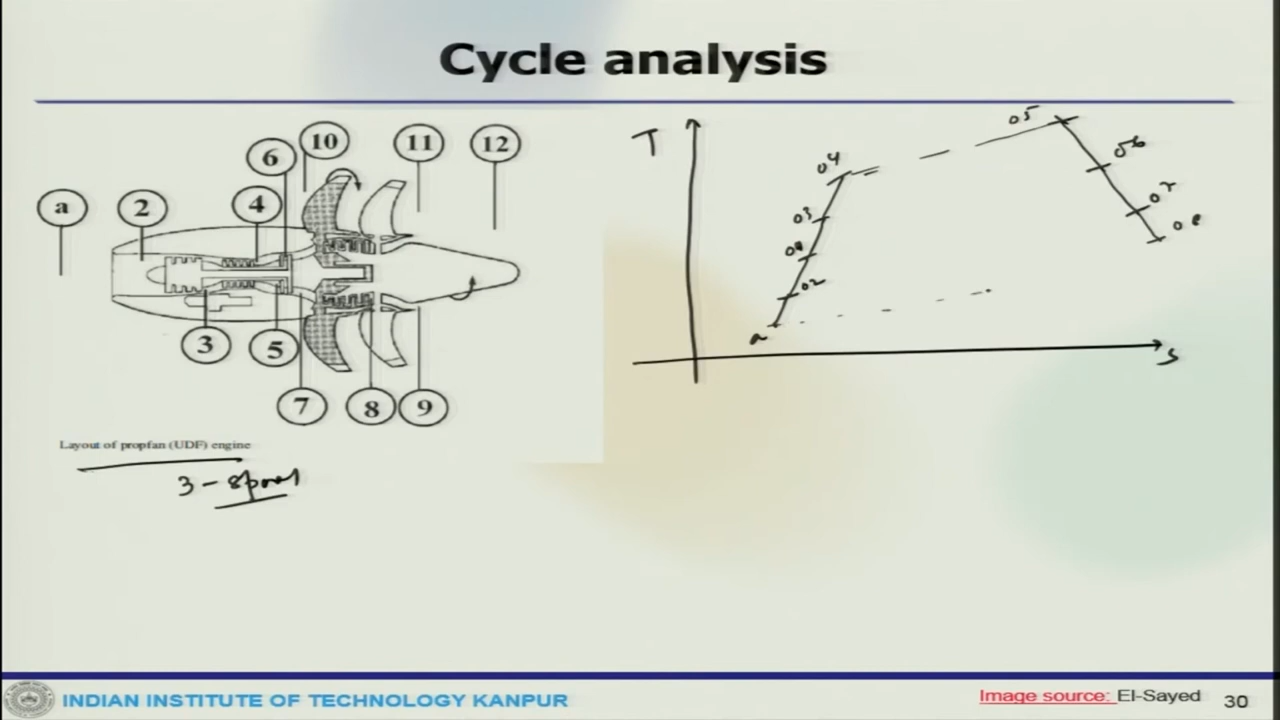 Cycle analysis
10
11
12
6
a
2
4
3
5
7
8
9
Layout of propfan (UDF) engine
3 - spool
T
05
06
04
07
03
08
02
a
s
INDIAN INSTITUTE OF TECHNOLOGY KANPUR
Image source: El-Sayed
30